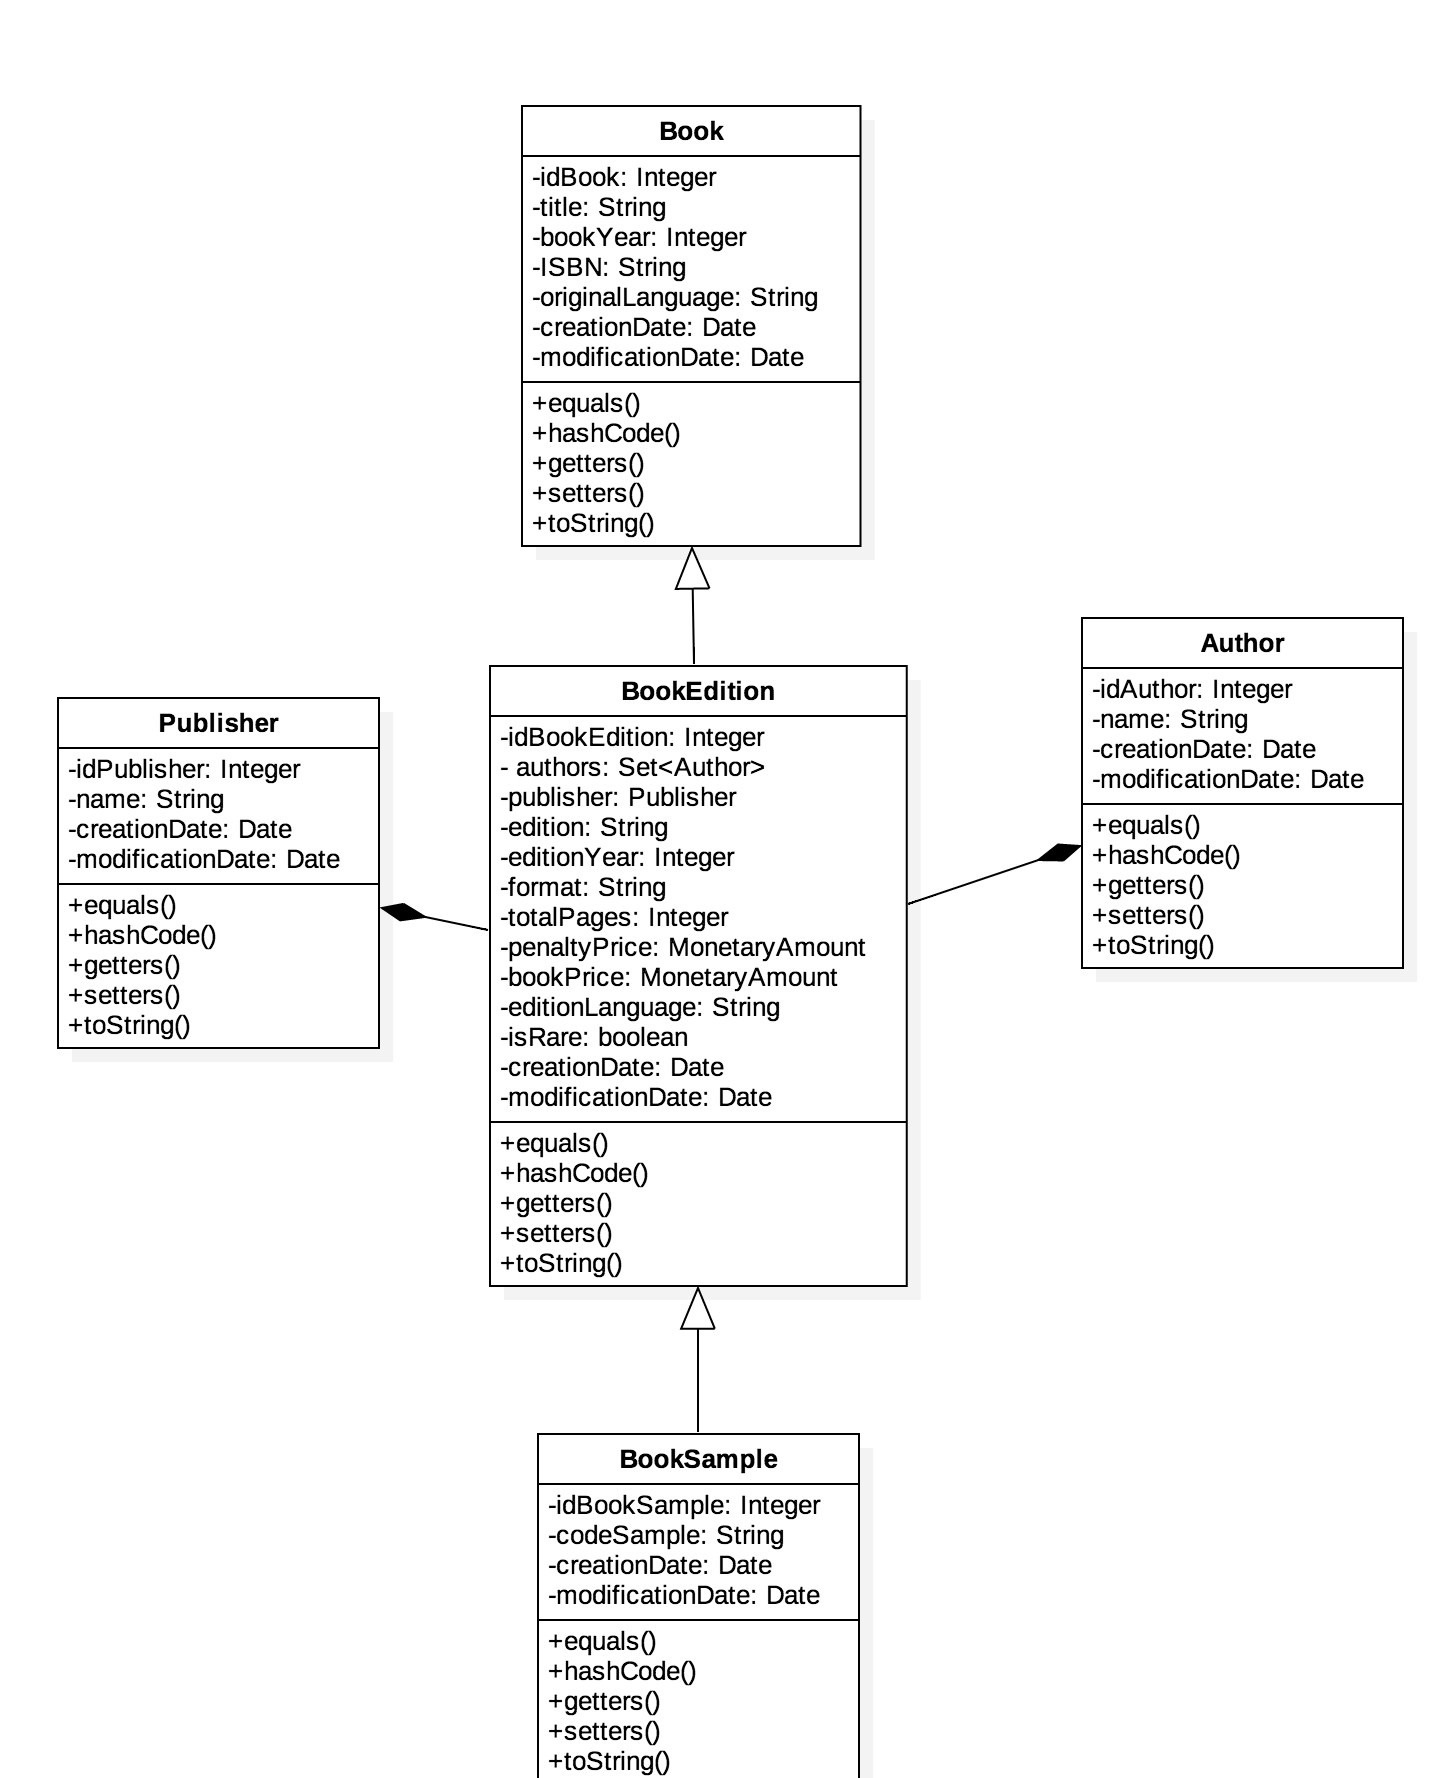 Book
-idBook: Integer
-title: String
-bookYear: Integer
-ISBN: String
-originalLanguage: String
-creationDate: Date
-modificationDate: Date
+equals()
+hashCode()
+getters()
+setters()
+toString()
Publisher
-idPublisher: Integer
-name: String
-creationDate: Date
-modificationDate: Date
+equals()
+hashCode()
+getters()
+setters()
+toString()
BookEdition
-idBookEdition: Integer
- authors: Set<Author>
-publisher: Publisher
-edition: String
-editionYear: Integer
-format: String
-totalPages: Integer
-penaltyPrice: MonetaryAmount
-bookPrice: MonetaryAmount
-editionLanguage: String
-isRare: boolean
-creationDate: Date
-modificationDate: Date
+equals()
+hashCode()
+getters()
+setters()
+toString()
Author
-idAuthor: Integer
-name: String
-creationDate: Date
-modificationDate: Date
+equals()
+hashCode()
+getters()
+setters()
+toString()
BookSample
-idBookSample: Integer
-codeSample: String
-creationDate: Date
-modificationDate: Date
+equals()
+hashCode()
+getters()
+setters()
+toString()